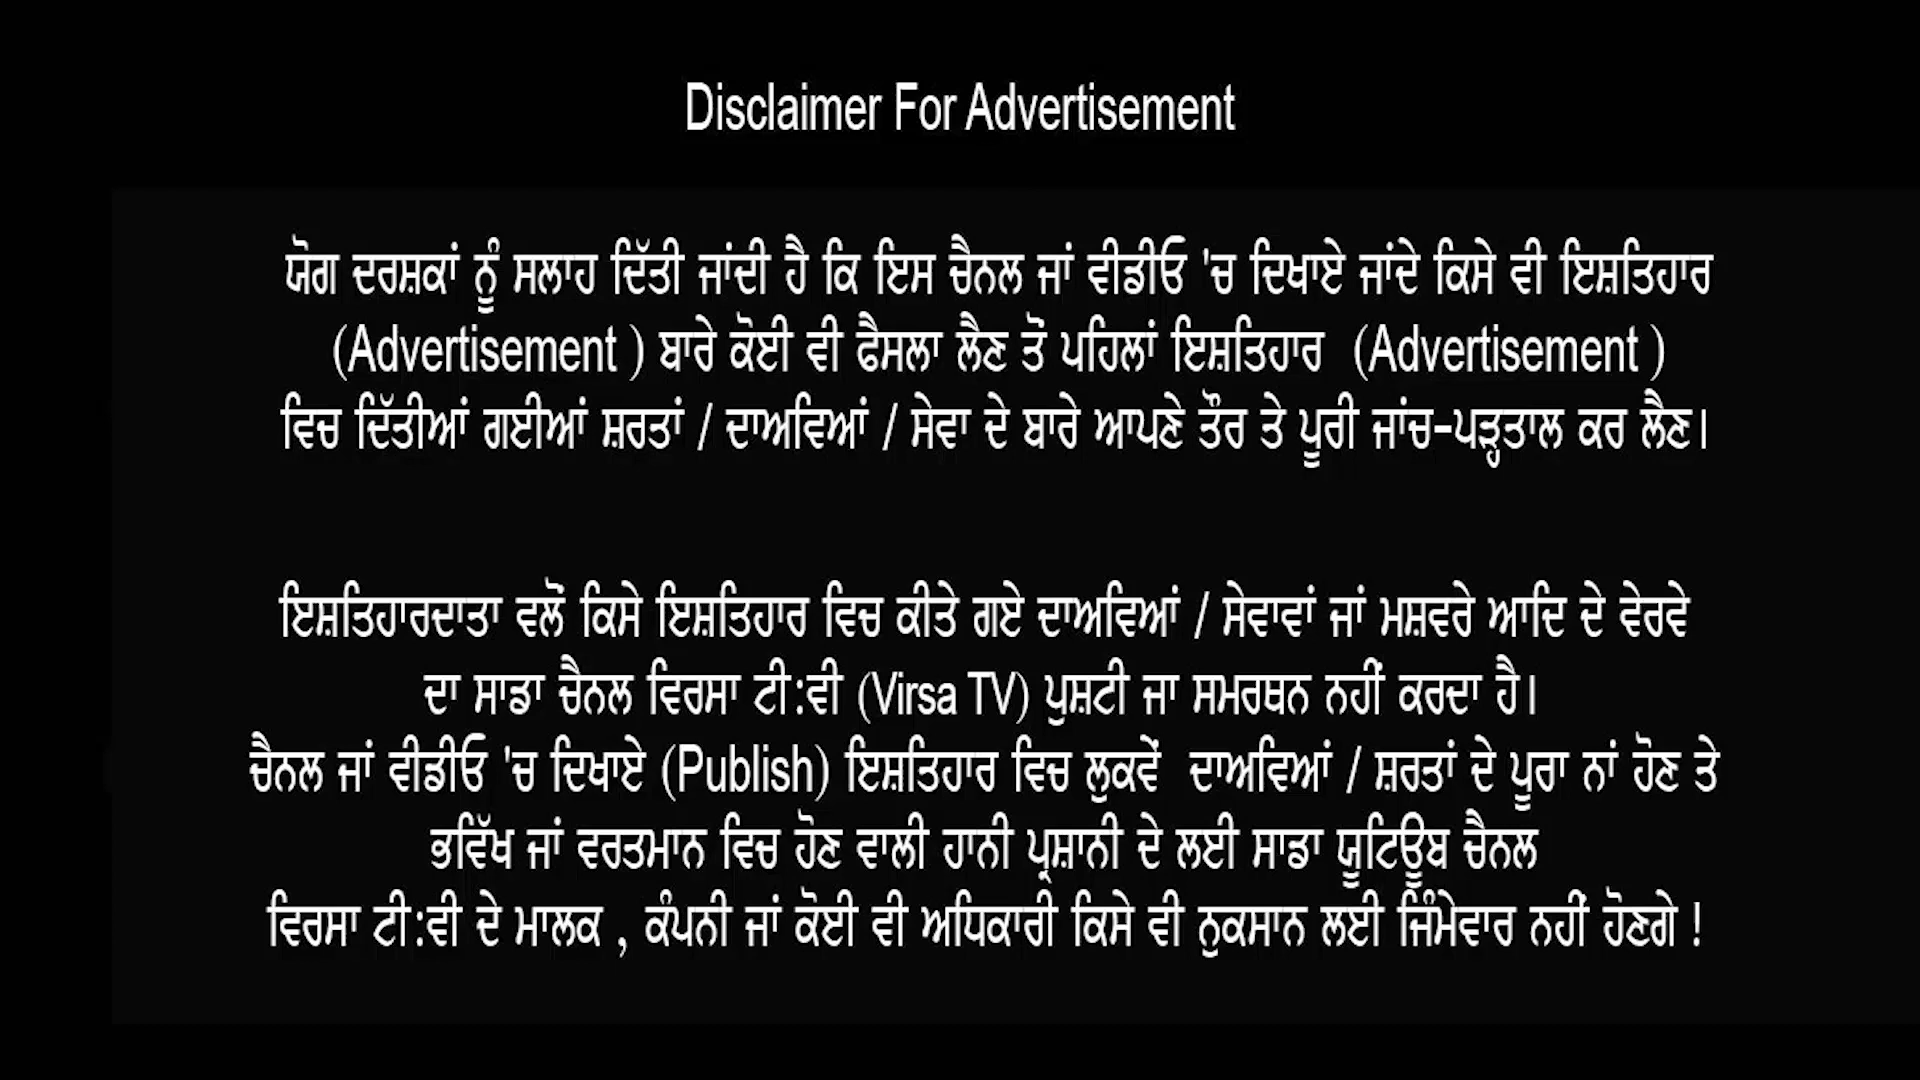 Disclaimer For Advertisement
ਯੋਗ ਦਰਸ਼ਕਾਂ ਨੂੰ ਸਲਾਹ ਦਿੱਤੀ ਜਾਂਦੀ ਹੈ ਕਿ ਇਸ ਚੈਨਲ ਜਾਂ ਵੀਡੀਓ 'ਚ ਦਿਖਾਏ ਜਾਂਦੇ ਕਿਸੇ ਵੀ ਇਸ਼ਤਿਹਾਰ
(Advertisement ) ਬਾਰੇ ਕੋਈ ਵੀ ਫੈਸਲਾ ਲੈਣ ਤੋਂ ਪਹਿਲਾਂ ਇਸ਼ਤਿਹਾਰ (Advertisement )
ਵਿਚ ਦਿੱਤੀਆਂ ਗਈਆਂ ਸ਼ਰਤਾਂ / ਦਾਅਵਿਆਂ / ਸੇਵਾ ਦੇ ਬਾਰੇ ਆਪਣੇ ਤੌਰ ਤੇ ਪੂਰੀ ਜਾਂਚ-ਪੜ੍ਹਤਾਲ ਕਰ ਲੈਣ।
ਇਸ਼ਤਿਹਾਰਦਾਤਾ ਵਲੋਂ ਕਿਸੇ ਇਸ਼ਤਿਹਾਰ ਵਿਚ ਕੀਤੇ ਗਏ ਦਾਅਵਿਆਂ / ਸੇਵਾਵਾਂ ਜਾਂ ਮਸ਼ਵਰੇ ਆਦਿ ਦੇ ਵੇਰਵੇ
ਦਾ ਸਾਡਾ ਚੈਨਲ ਵਿਰਸਾ ਟੀ:ਵੀ (Virsa TV) ਪੁਸ਼ਟੀ ਜਾ ਸਮਰਥਨ ਨਹੀਂ ਕਰਦਾ ਹੈ।
ਚੈਨਲ ਜਾਂ ਵੀਡੀਓ 'ਚ ਦਿਖਾਏ (Publish) ਇਸ਼ਤਿਹਾਰ ਵਿਚ ਲੁਕਵੇਂ ਦਾਅਵਿਆਂ / ਸ਼ਰਤਾਂ ਦੇ ਪੂਰਾ ਨਾਂ ਹੋਣ ਤੇ
ਭਵਿੱਖ ਜਾਂ ਵਰਤਮਾਨ ਵਿਚ ਹੋਣ ਵਾਲੀ ਹਾਨੀ ਪ੍ਰਸ਼ਾਨੀ ਦੇ ਲਈ ਸਾਡਾ ਯੂਟਿਊਬ ਚੈਨਲ
ਵਿਰਸਾ ਟੀ:ਵੀ ਦੇ ਮਾਲਕ , ਕੰਪਨੀ ਜਾਂ ਕੋਈ ਵੀ ਅਧਿਕਾਰੀ ਕਿਸੇ ਵੀ ਨੁਕਸਾਨ ਲਈ ਜਿੰਮੇਵਾਰ ਨਹੀਂ ਹੋਣਗੇ !